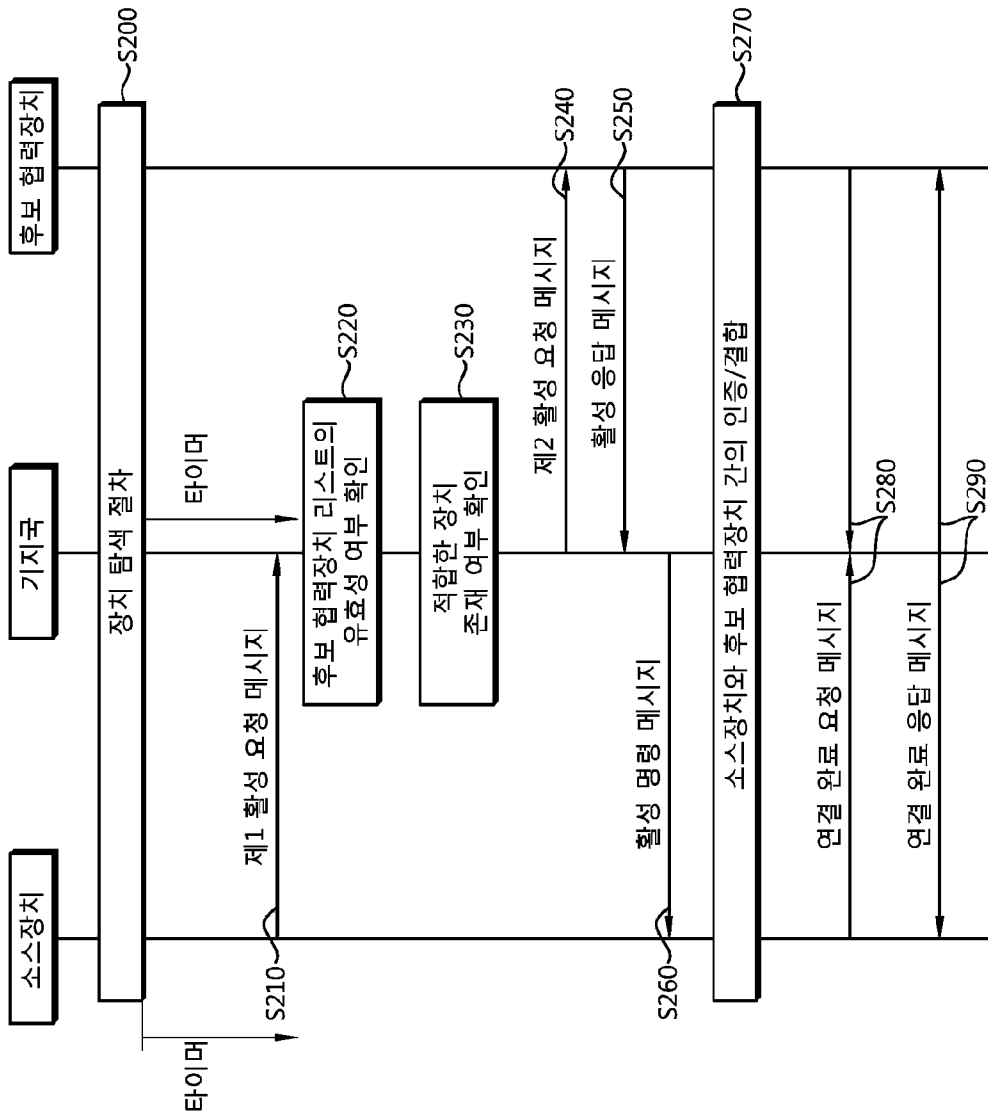 소스장치
기지국
후보 협력장치
장치 탐색 절차
S200
타이머
타이머
제1 활성 요청 메시지
S210
후보 협력장치 리스트의
유효성 여부 확인
S220
적합한 장치
존재 여부 확인
S230
제2 활성 요청 메시지
S240
활성 응답 메시지
S250
활성 명령 메시지
S260
소스장치와 후보 협력장치 간의 인증/결합
S270
연결 완료 요청 메시지
S280
연결 완료 응답 메시지
S290